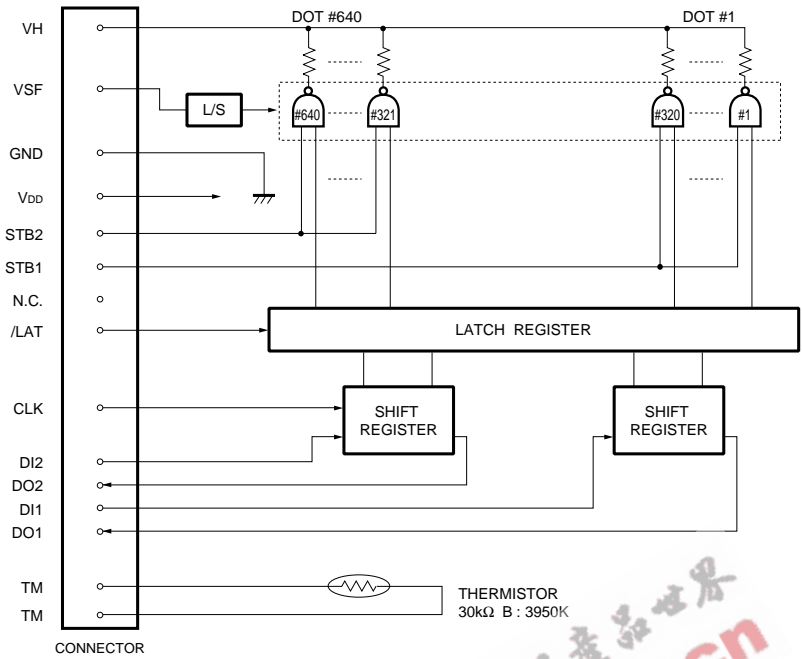 DOT #640
DOT #1
VH
VSF
L/S
#640
#321
#320
#1
GND
VDD
STB2
STB1
N.C.
/LAT
LATCH REGISTER
CLK
SHIFT
REGISTER
SHIFT
REGISTER
DI2
DO2
DI1
DO1
TM
THERMISTOR
30kΩ B : 3950K
TM
CONNECTOR